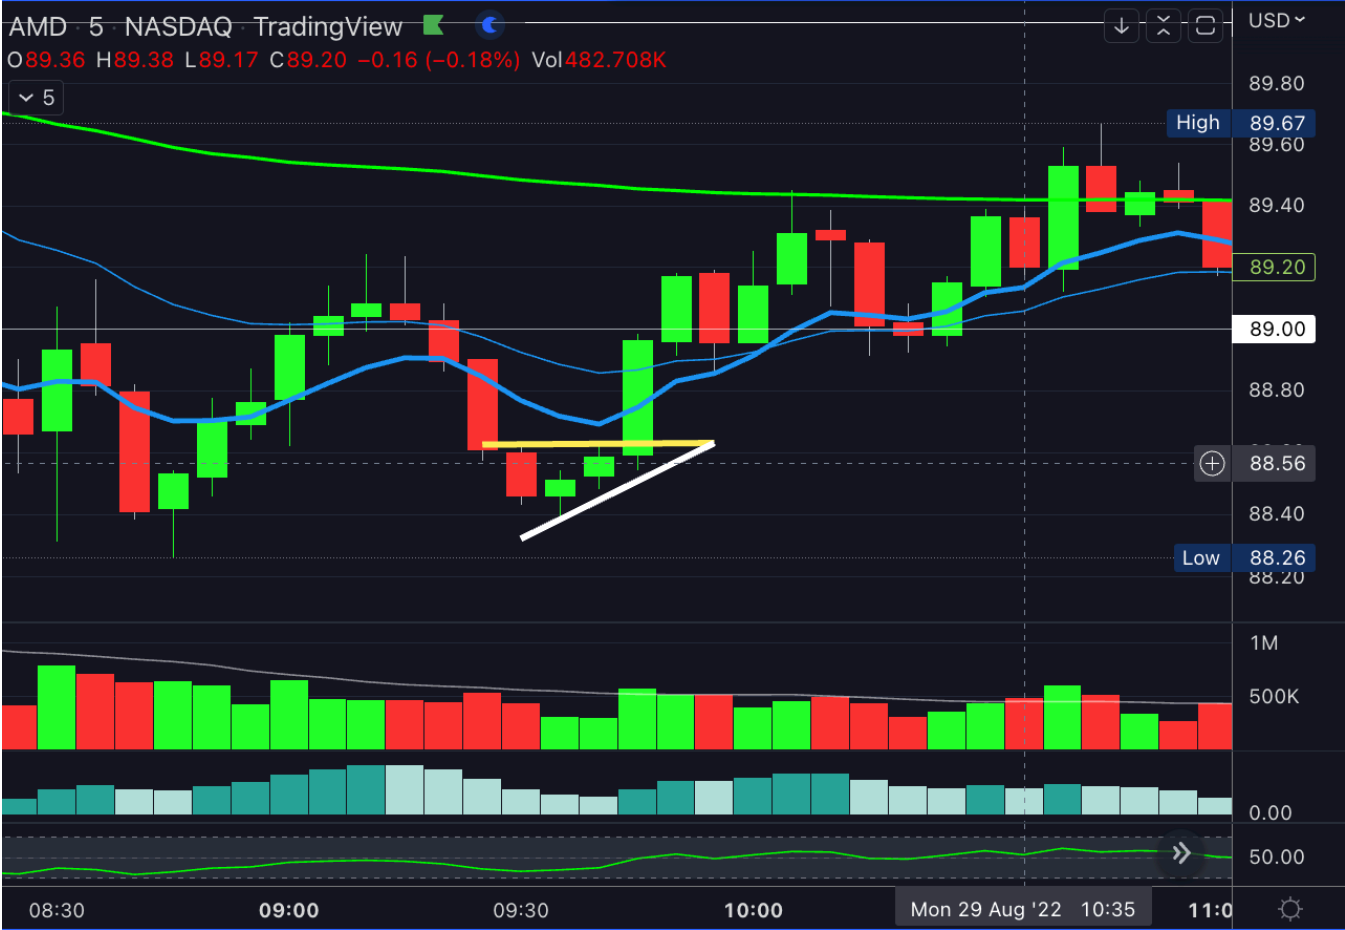 AMD · 5 · NASDAQ · TradingView
USD
O89.36 H89.38 L89.17 C89.20 −0.16 (−0.18%) Vol482.708K
5
89.80
High 89.67
89.60
89.40
89.20
89.00
88.80
88.56
88.40
Low 88.26
88.20
1M
500K
0.00
50.00
08:30 09:00 09:30 10:00 Mon 29 Aug '22 10:35 11:0